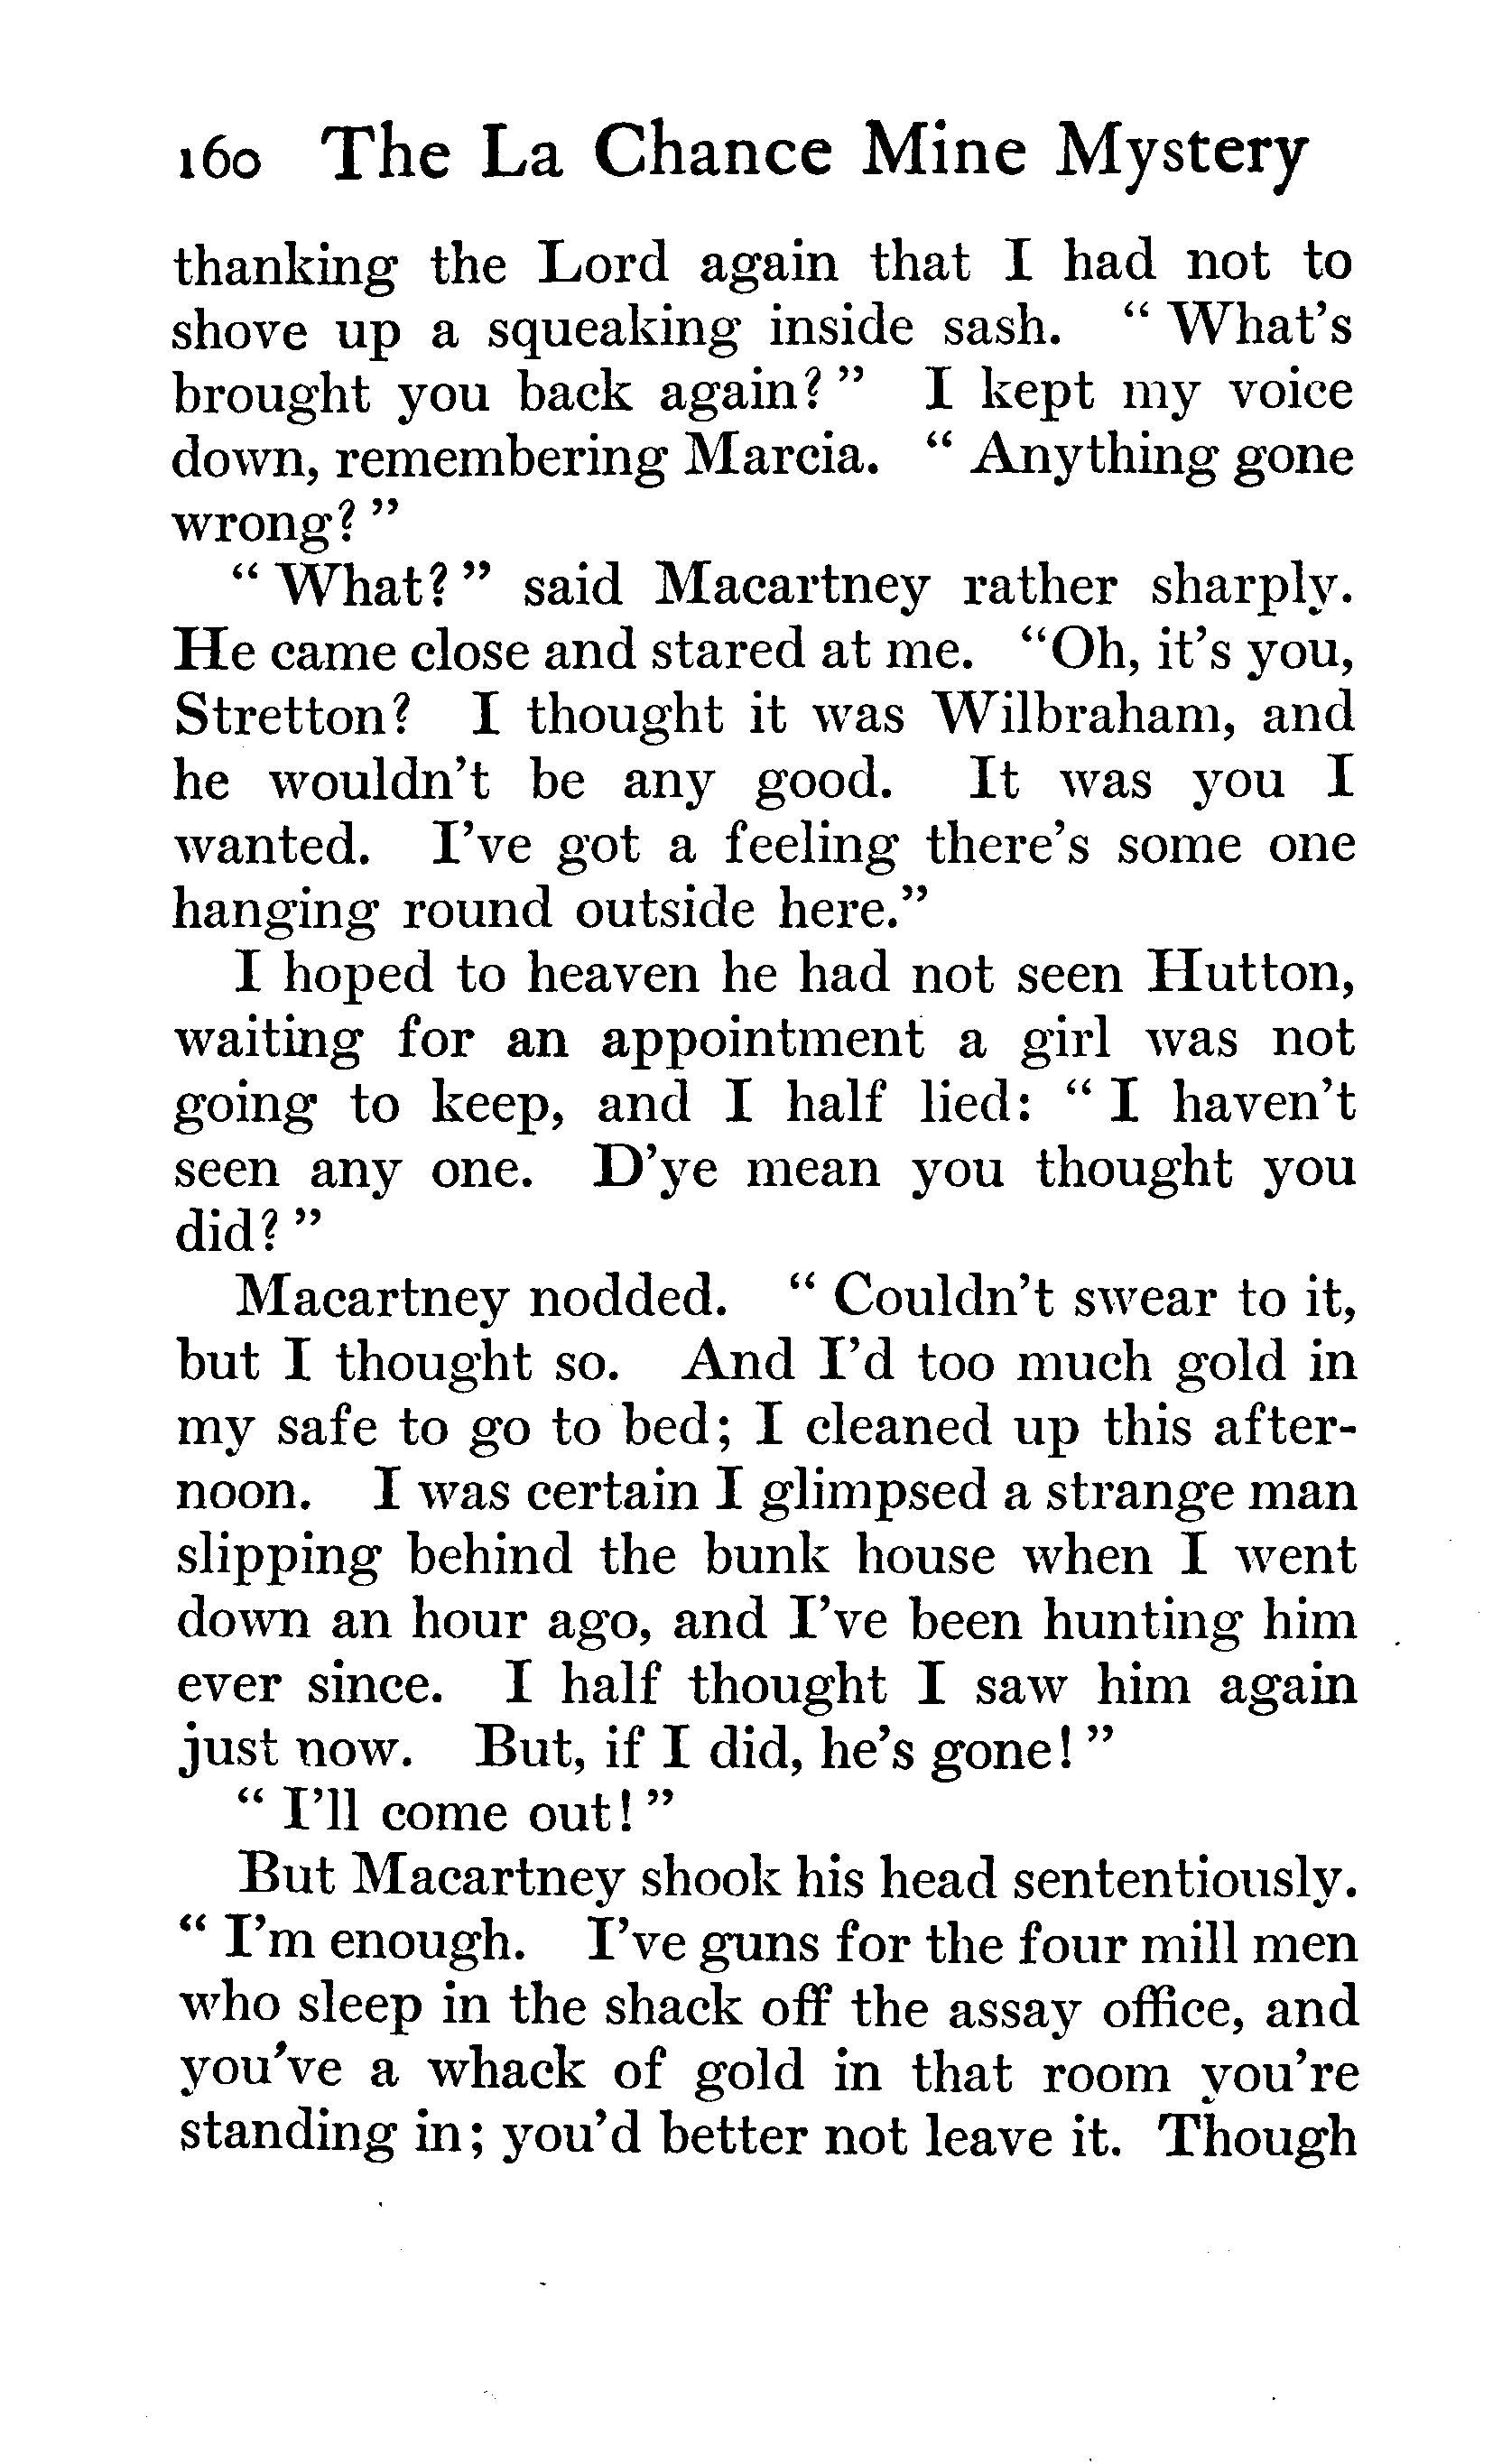 160 The La Chance Mine Mystery
thanking the Lord again that I had not to
shove up a squeaking inside sash. " What's
brought you back again? " I kept my voice
down, remembering Marcia. " Anything gone
wrong? "
" What? " said Macartney rather sharply.
He came close and stared at me. "Oh, it's you,
Stretton? I thought it was Wilbraham, and
he wouldn't be any good. It was you I
wanted. I've got a feeling there's some one
hanging round outside here."
I hoped to heaven he had not seen Hutton,
waiting for an appointment a girl was not
going to keep, and I half lied: " I haven't
seen any one. D'ye mean you thought you
did? "
Macartney nodded. " Couldn't swear to it,
but I thought so. And I'd too much gold in
my safe to go to bed; I cleaned up this after-
noon. I was certain I glimpsed a strange man
slipping behind the bunk house when I went
down an hour ago, and I've been hunting him
ever since. I half thought I saw him again
just now. But, if I did, he's gone! "
" I'll come out! "
But Macartney shook his head sententiously.
" I'm enough. I've guns for the four mill men
who sleep in the shack off the assay office, and
you've a whack of gold in that room you're
standing in; you'd better not leave it. Though